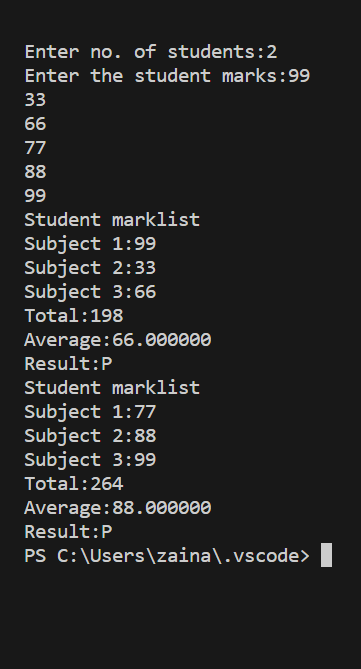 Enter no. of students:2
Enter the student marks:99
33
66
77
88
99
Student marklist
Subject 1:99
Subject 2:33
Subject 3:66
Total:198
Average:66.000000
Result:P
Student marklist
Subject 1:77
Subject 2:88
Subject 3:99
Total:264
Average:88.000000
Result:P
PS C:\Users\zaina\.vscode>